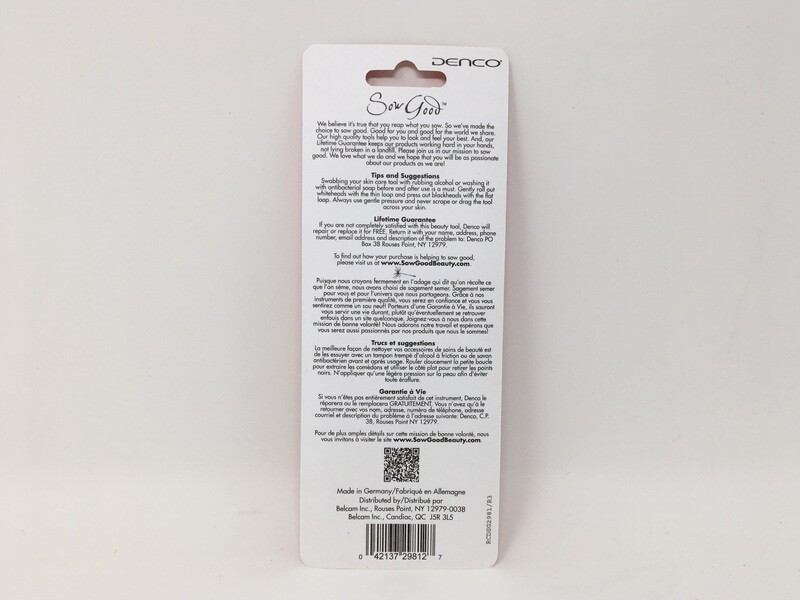 DENCO
Sow Good™
We believe it's true that you reap what you sow. So we've made the
choice to sow good. Good for you and good for the world we share.
Our high quality tools help you to look and feel your best. And, our
Lifetime Guarantee keeps our products working hard in your hands,
not lying broken in a landfill. Please join us in our mission to sow
good. We love what we do and we hope that you will be as passionate
about our products as we are!
Tips and Suggestions
Swabbing your skin care tool with rubbing alcohol or washing it
with antibacterial soap before and after use is a must. Gently roll out
whiteheads with the thin loop and press out blackheads with the flat
loop. Always use gentle pressure and never scrape or drag the tool
across your skin.
Lifetime Guarantee
If you are not completely satisfied with this beauty tool, Denco will
repair or replace it for FREE. Return it with your name, address, phone
number, email address and description of the problem to: Denco PO
Box 38 Rouses Point, NY 12979.
To find out how your purchase is helping to sow good,
please visit us at www.SowGoodBeauty.com.
Puisque nous croyons fermement en l'adage qui dit qu'on récolte ce
que l'on sème, nous avons choisi de sagement semer. Sagement semer
pour vous et pour l'univers que nous partageons. Grâce à nos
instruments de première qualité, vous serez en confiance et vous vous
sentirez comme un sou neuf! Porteurs d'une Garantie à Vie, ils sauront
vous servir une vie durant, plutôt qu'éventuellement se retrouver
enfouis dans un site quelconque. Joignez-vous à nous dans cette
mission de bonne volonté! Nous adorons notre travail et espérons que
vous serez aussi passionnés par nos produits que nous le sommes!
Trucs et suggestions
La meilleure façon de nettoyer vos accessoires de soins de beauté est
de les essuyer avec un tampon trempé d'alcool à friction ou de savon
antibactérien avant et après usage. Rouler doucement la petite boucle
pour extraire les comédons et utiliser le côté plat pour retirer les points
noirs. N'appliquer qu'une légère pression sur la peau afin d'éviter
toute éraflure.
Garantie à Vie
Si vous n'êtes pas entièrement satisfait de cet instrument, Denco le
réparera ou le remplacera GRATUITEMENT. Vous n'avez qu'à le
retourner avec vos nom, adresse, numéro de téléphone, adresse
courriel et description du problème à l'adresse suivante: Denco, C.P.
38, Rouses Point NY 12979.
Pour de plus amples détails sur cette mission de bonne volonté, nous
vous invitons à visiter le site www.SowGoodBeauty.com.
Made in Germany/Fabriqué en Allemagne
Distributed by/Distribué par
Belcam Inc., Rouses Point, NY 12979-0038
Belcam Inc., Candiac, QC J5R 3L5
RCDSG2981/R3
0 42137 29812 7